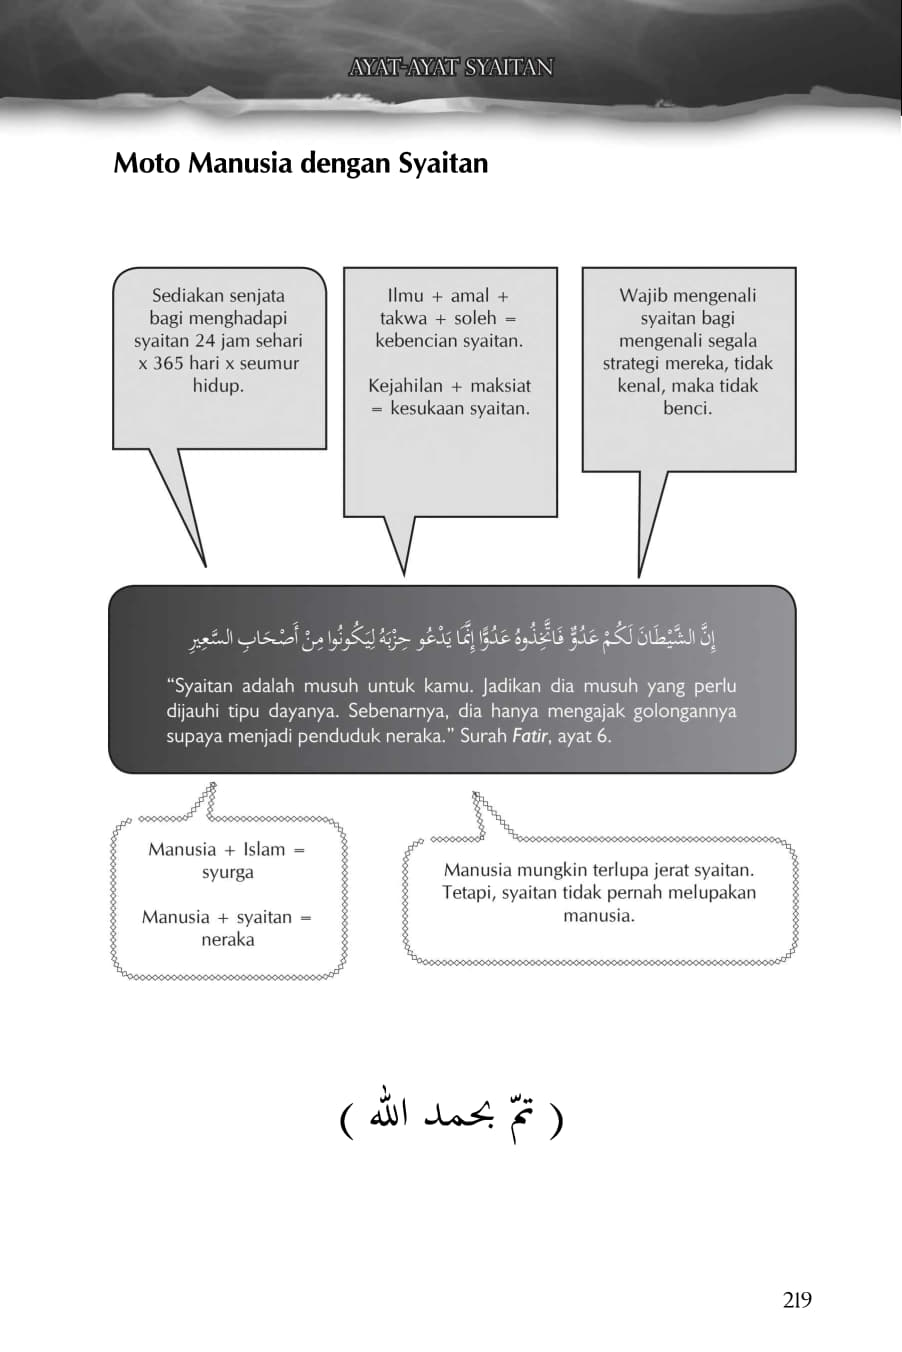 AYAT-AYAT SYAITAN
Moto Manusia dengan Syaitan
Sediakan senjata
bagi menghadapi
syaitan 24 jam sehari
x 365 hari x seumur
hidup.
Ilmu + amal +
takwa + soleh =
kebencian syaitan.
Kejahilan + maksiat
= kesukaan syaitan.
Wajib mengenali
syaitan bagi
mengenali segala
strategi mereka, tidak
kenal, maka tidak
benci.
إِنَّ الشَّيْطَانَ لَكُمْ عَدُوٌّ فَاتَّخِذُوهُ عَدُوًّا إِنَّمَا يَدْعُو حِزْبَهُ لِيَكُونُوا مِنْ أَصْحَابِ السَّعِيرِ
“Syaitan adalah musuh untuk kamu. Jadikan dia musuh yang perlu
dijauhi tipu dayanya. Sebenarnya, dia hanya mengajak golongannya
supaya menjadi penduduk neraka.” Surah Fatir, ayat 6.
Manusia + Islam =
syurga
Manusia + syaitan =
neraka
Manusia mungkin terlupa jerat syaitan.
Tetapi, syaitan tidak pernah melupakan
manusia.
( تمّ بحمد الله )
219